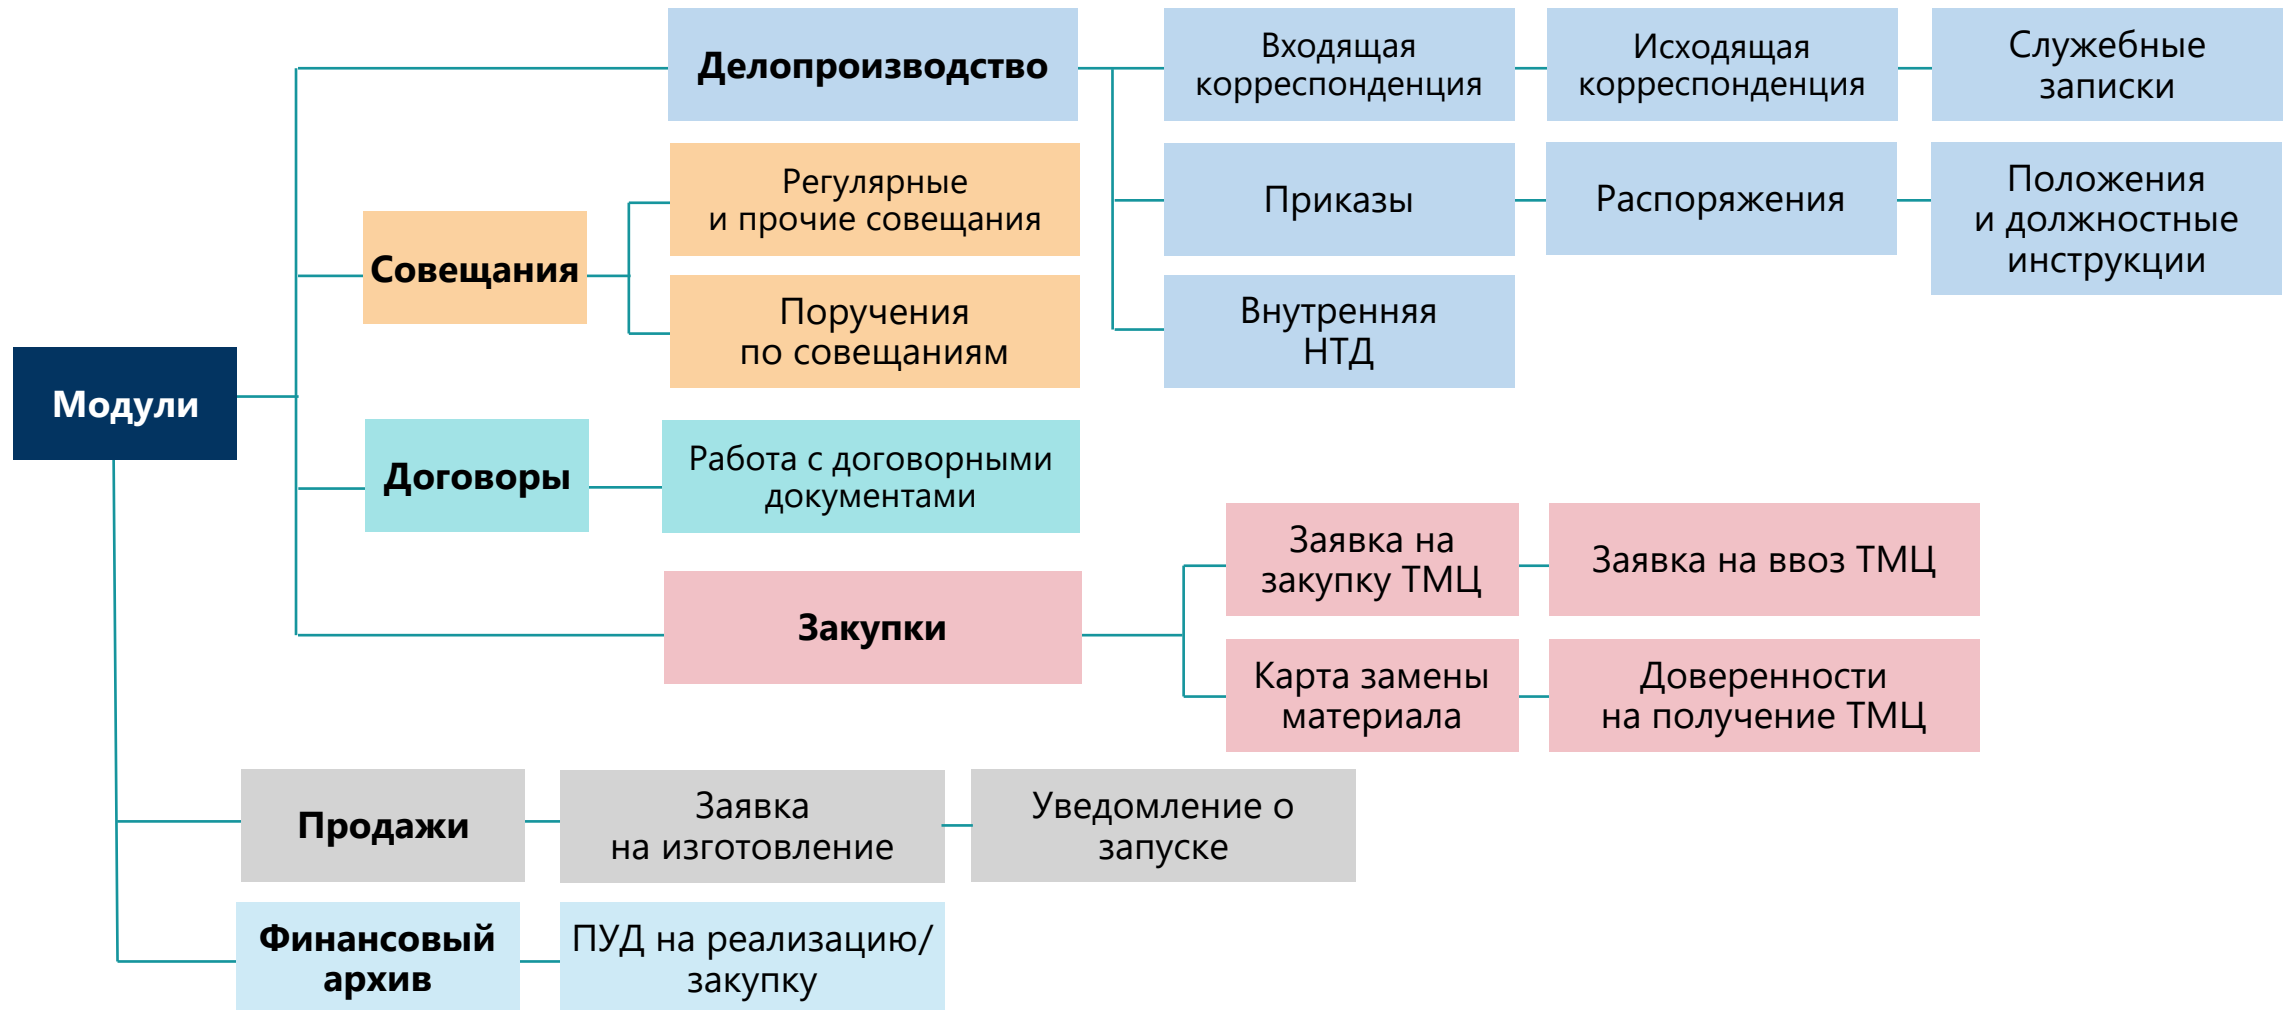 Модули
Делопроизводство
Входящая
корреспонденция
Исходящая
корреспонденция
Служебные
записки
Приказы
Распоряжения
Положения
и должностные
инструкции
Внутренняя
НТД
Совещания
Регулярные
и прочие совещания
Поручения
по совещаниям
Договоры
Работа с договорными
документами
Закупки
Заявка на
закупку ТМЦ
Заявка на ввоз ТМЦ
Карта замены
материала
Доверенности
на получение ТМЦ
Продажи
Заявка
на изготовление
Уведомление о
запуске
Финансовый
архив
ПУД на реализацию/
закупку